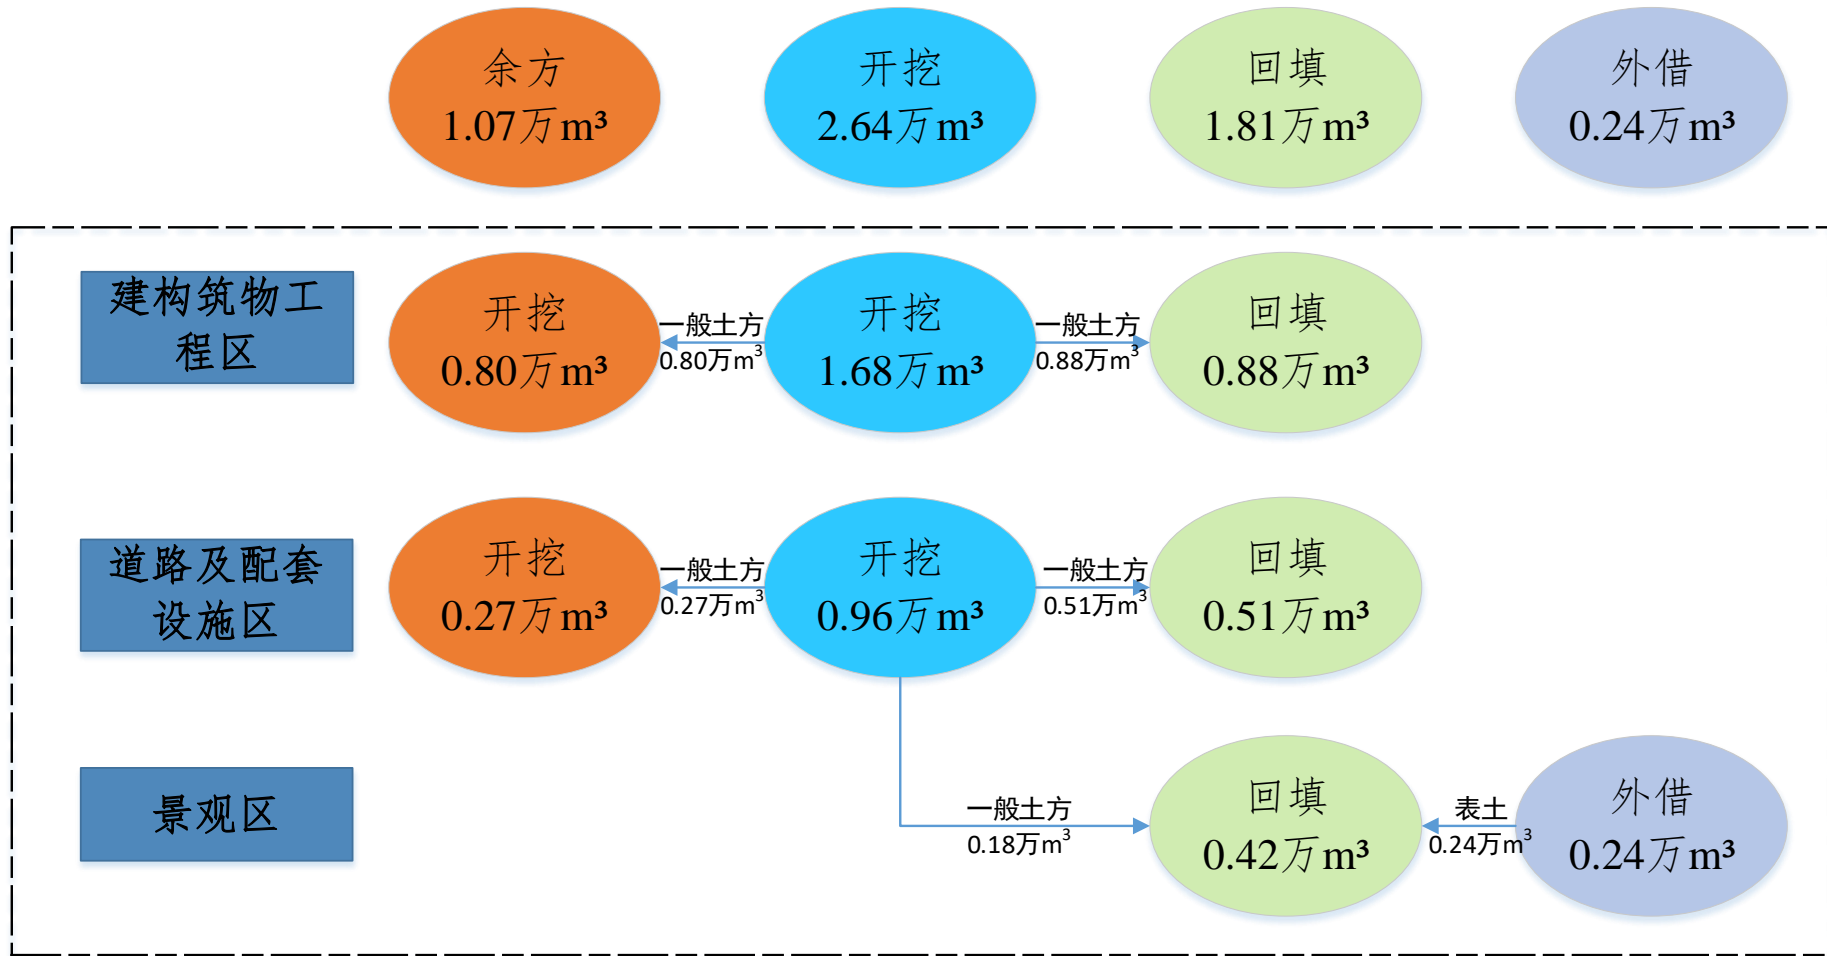 余方
1.07万m³
开挖
2.64万m³
回填
1.81万m³
外借
0.24万m³
建构筑物工
程区
开挖
0.80万m³
一般土方
0.80万m³
开挖
1.68万m³
一般土方
0.88万m³
回填
0.88万m³
道路及配套
设施区
开挖
0.27万m³
一般土方
0.27万m³
开挖
0.96万m³
一般土方
0.51万m³
回填
0.51万m³
景观区
一般土方
0.18万m³
回填
0.42万m³
表土
0.24万m³
外借
0.24万m³